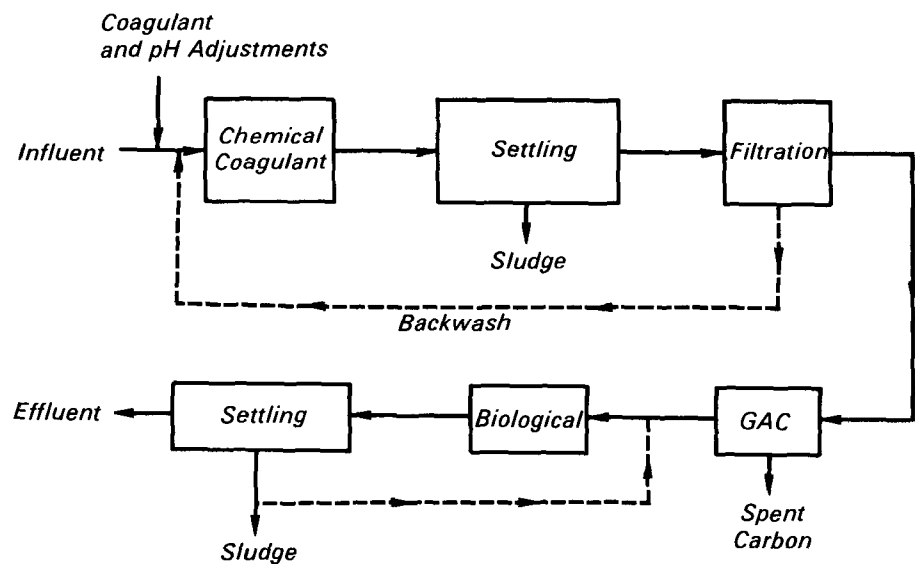 Coagulant
and pH Adjustments
Influent
Chemical
Coagulant
Settling
Filtration
Sludge
Backwash
Effluent
Settling
Biological
GAC
Sludge
Spent
Carbon